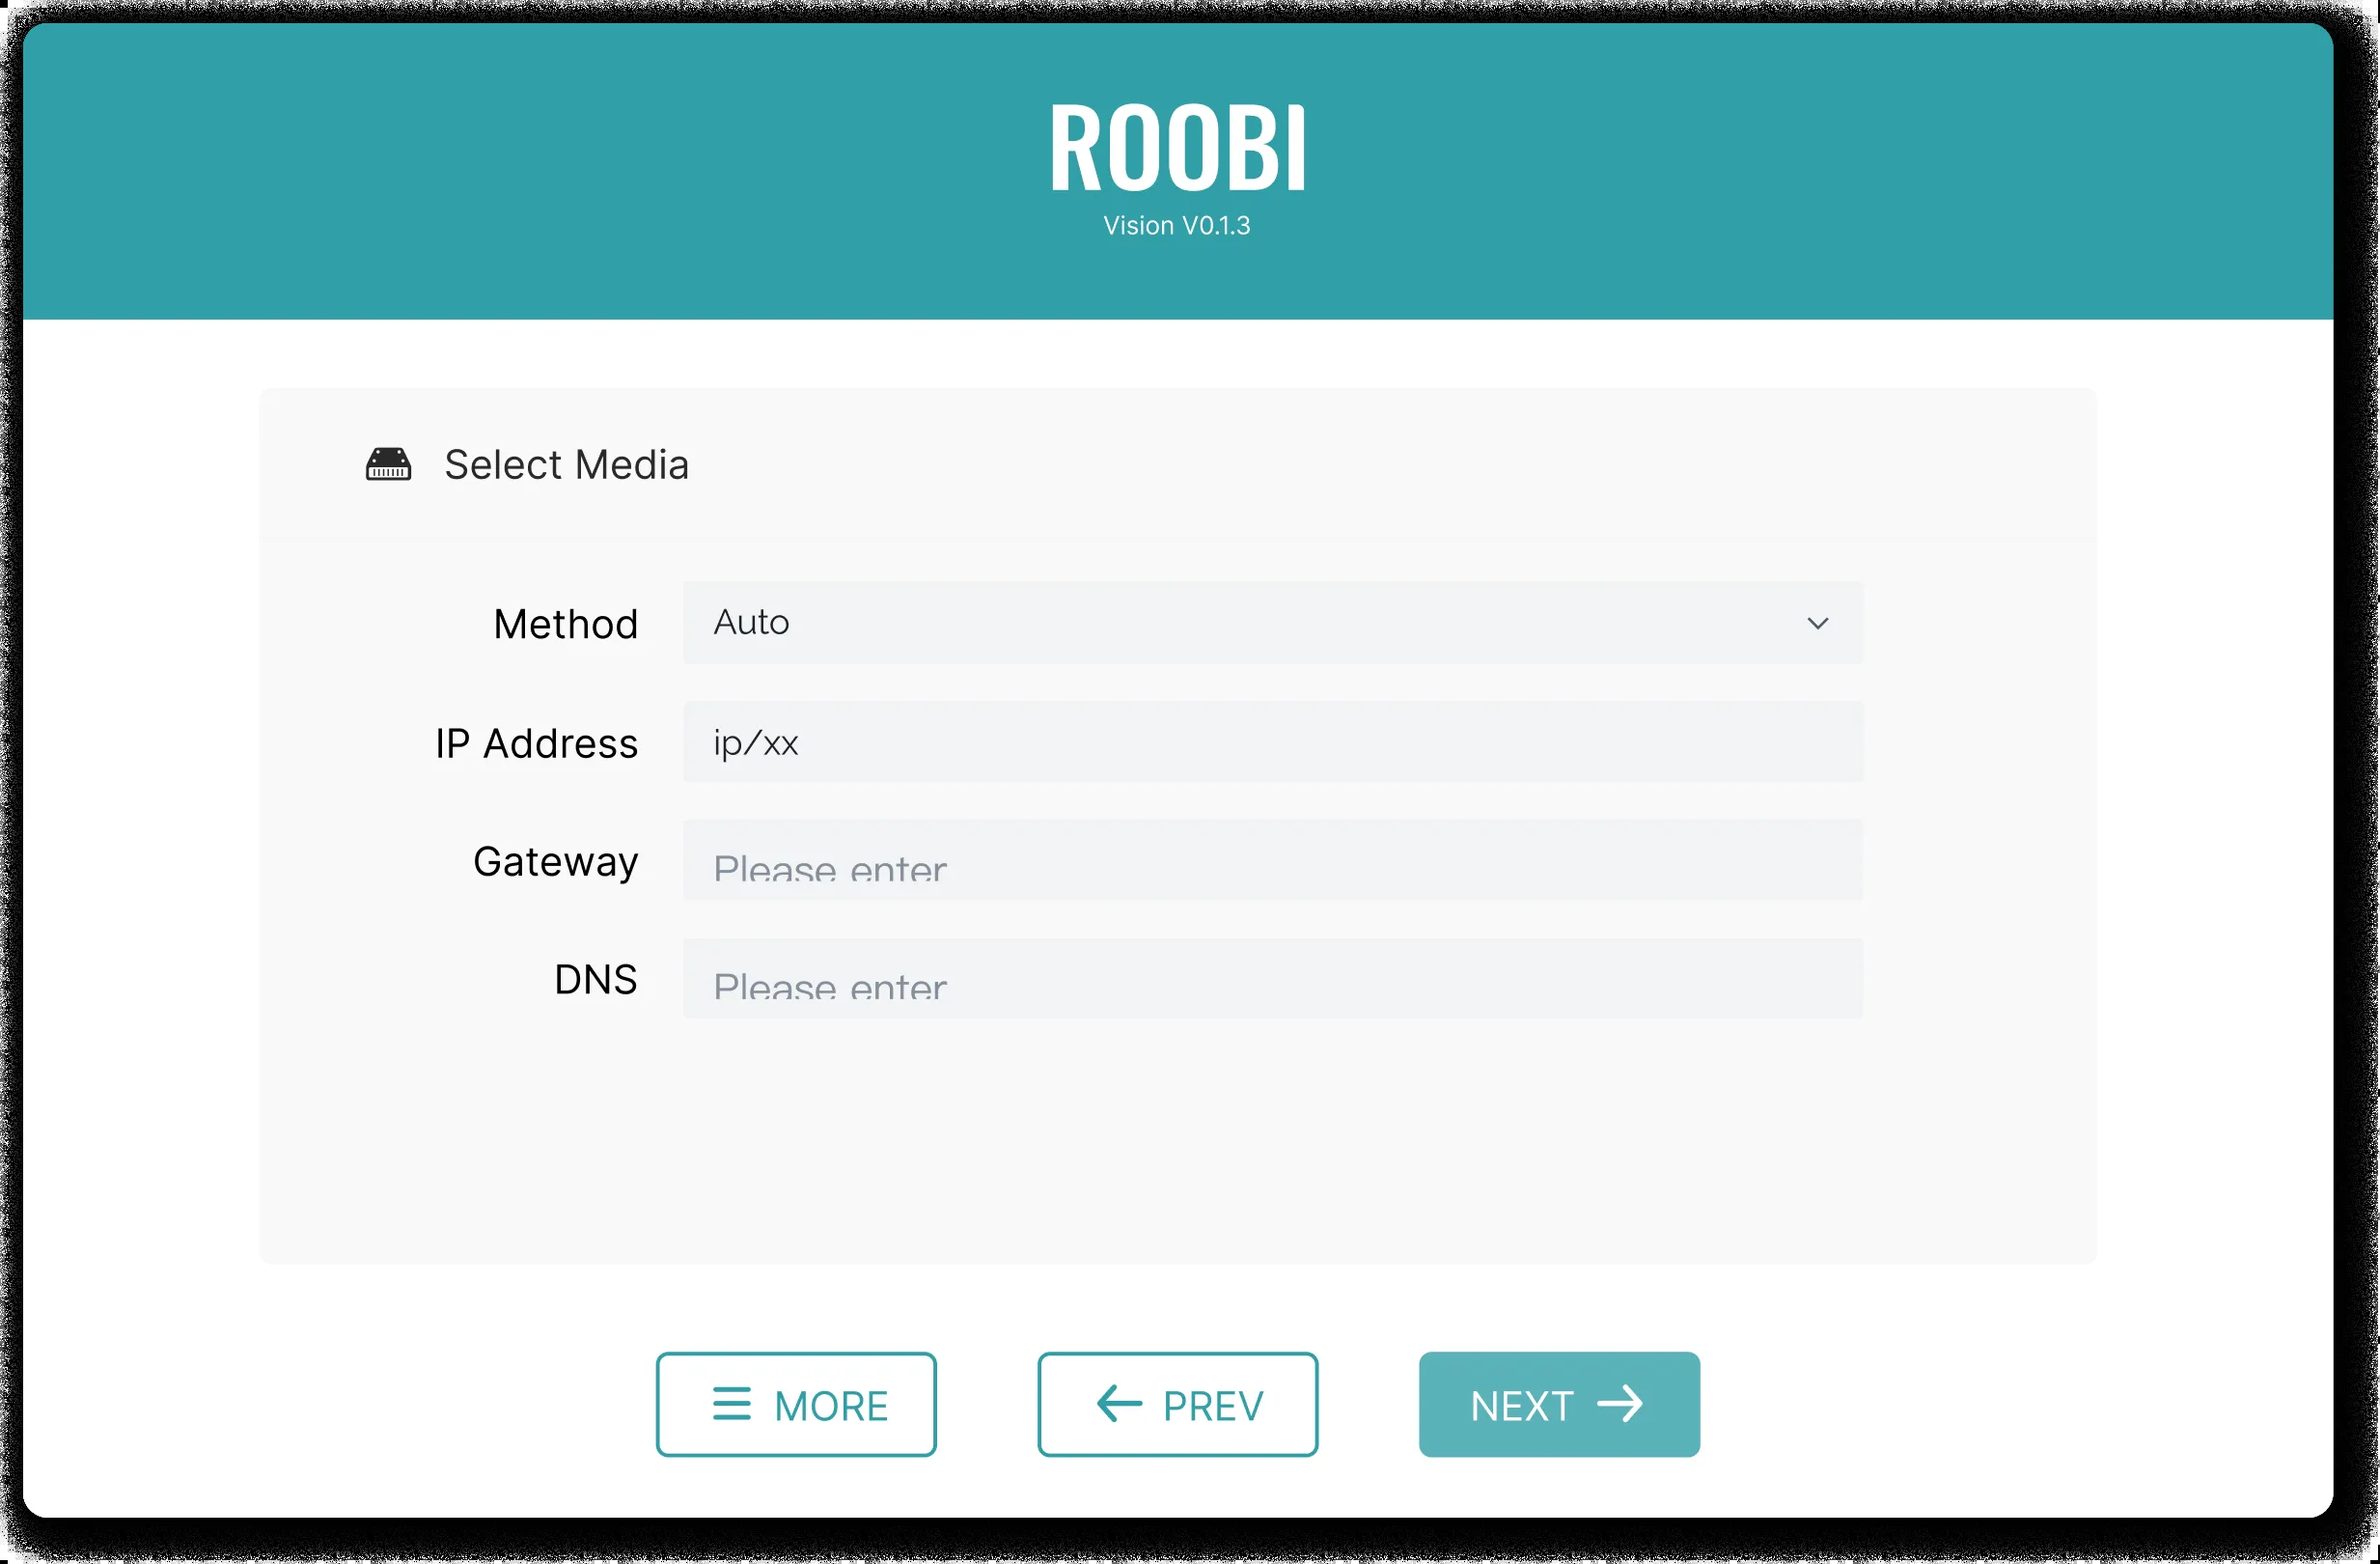 ROOBI
Vision V0.1.3
Select Media
Method Auto
IP Address ip/xx
Gateway Please enter
DNS Please enter
MORE PREV NEXT